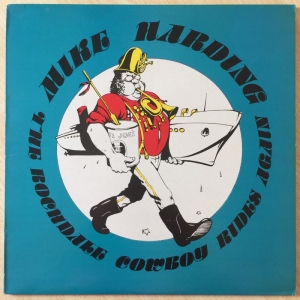 MIKE HARDING
THE ROCHDALE COWBOY RIDES AGAIN